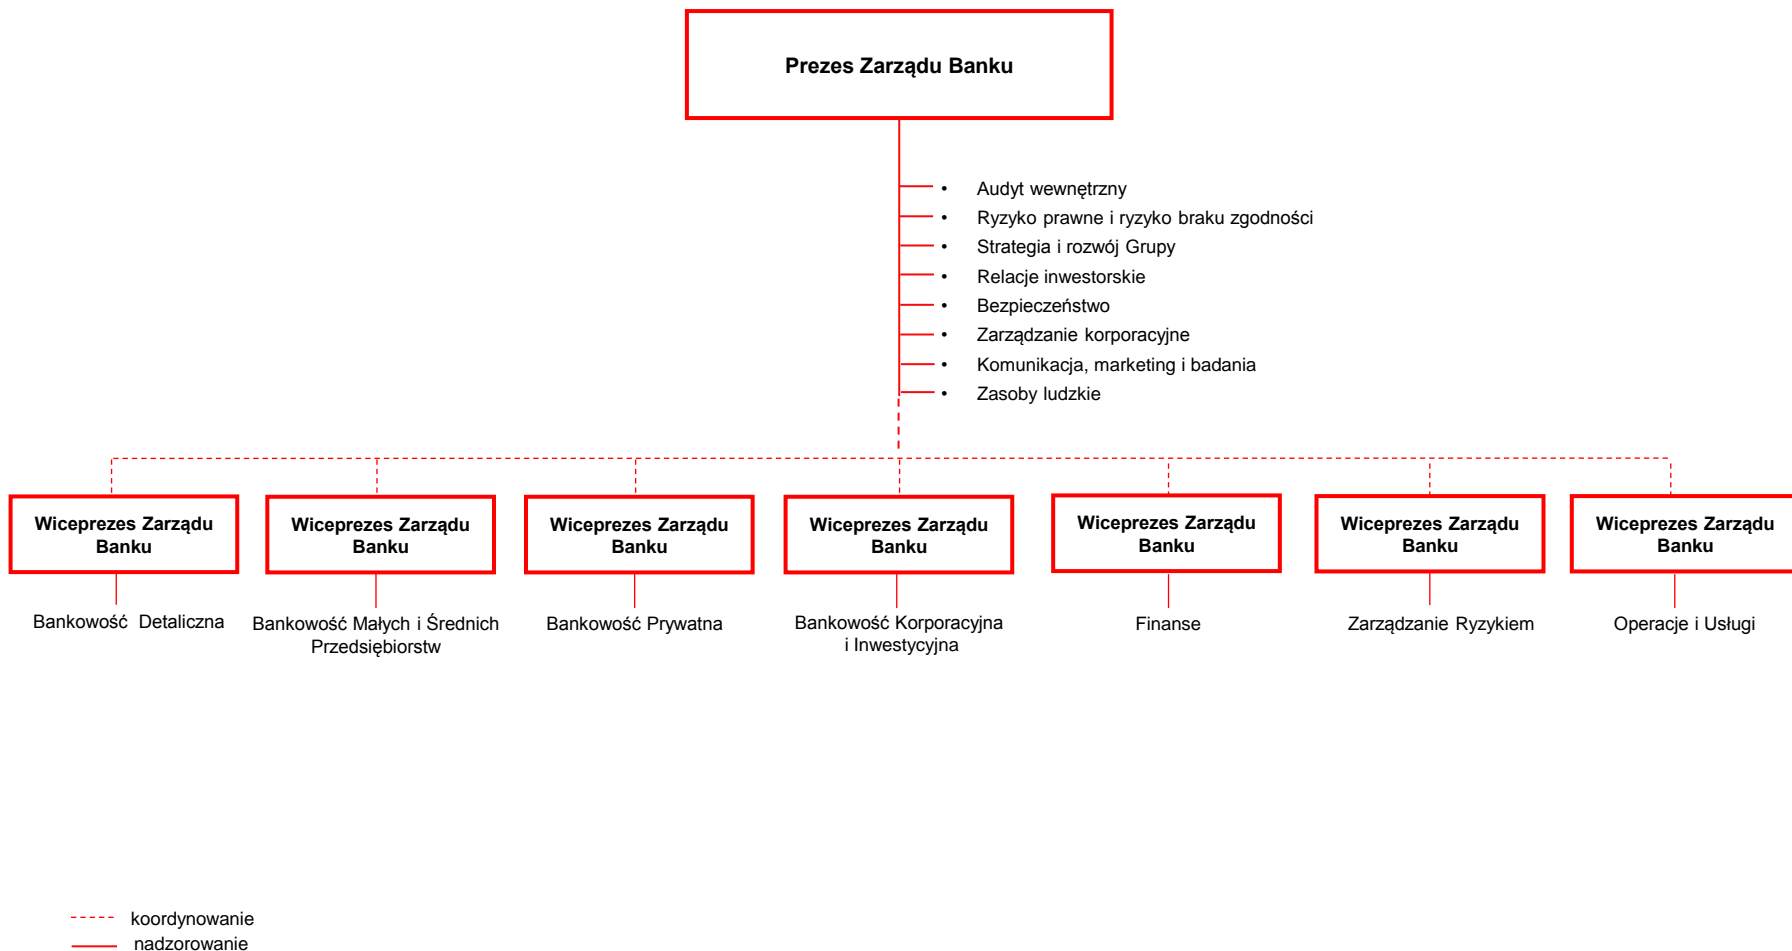 Prezes Zarządu Banku
• Audyt wewnętrzny
• Ryzyko prawne i ryzyko braku zgodności
• Strategia i rozwój Grupy
• Relacje inwestorskie
• Bezpieczeństwo
• Zarządzanie korporacyjne
• Komunikacja, marketing i badania
• Zasoby ludzkie
Wiceprezes Zarządu
Banku
Bankowość Detaliczna
Wiceprezes Zarządu
Banku
Bankowość Małych i Średnich
Przedsiębiorstw
Wiceprezes Zarządu
Banku
Bankowość Prywatna
Wiceprezes Zarządu
Banku
Bankowość Korporacyjna
i Inwestycyjna
Wiceprezes Zarządu
Banku
Finanse
Wiceprezes Zarządu
Banku
Zarządzanie Ryzykiem
Wiceprezes Zarządu
Banku
Operacje i Usługi
koordynowanie
nadzorowanie